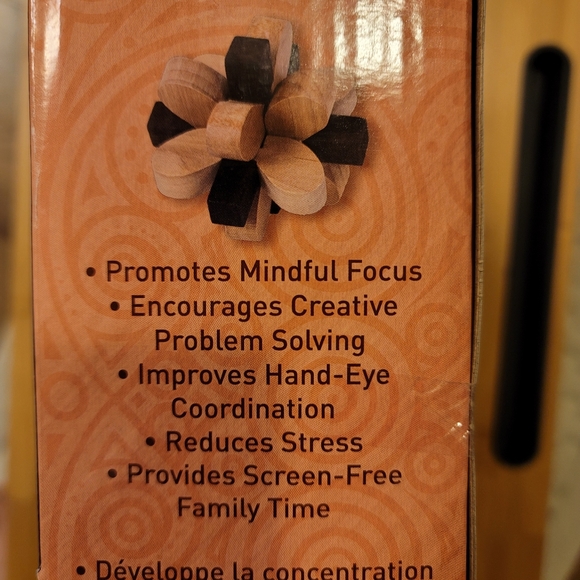 • Promotes Mindful Focus
• Encourages Creative
Problem Solving
• Improves Hand-Eye
Coordination
• Reduces Stress
• Provides Screen-Free
Family Time
• Développe la concentration